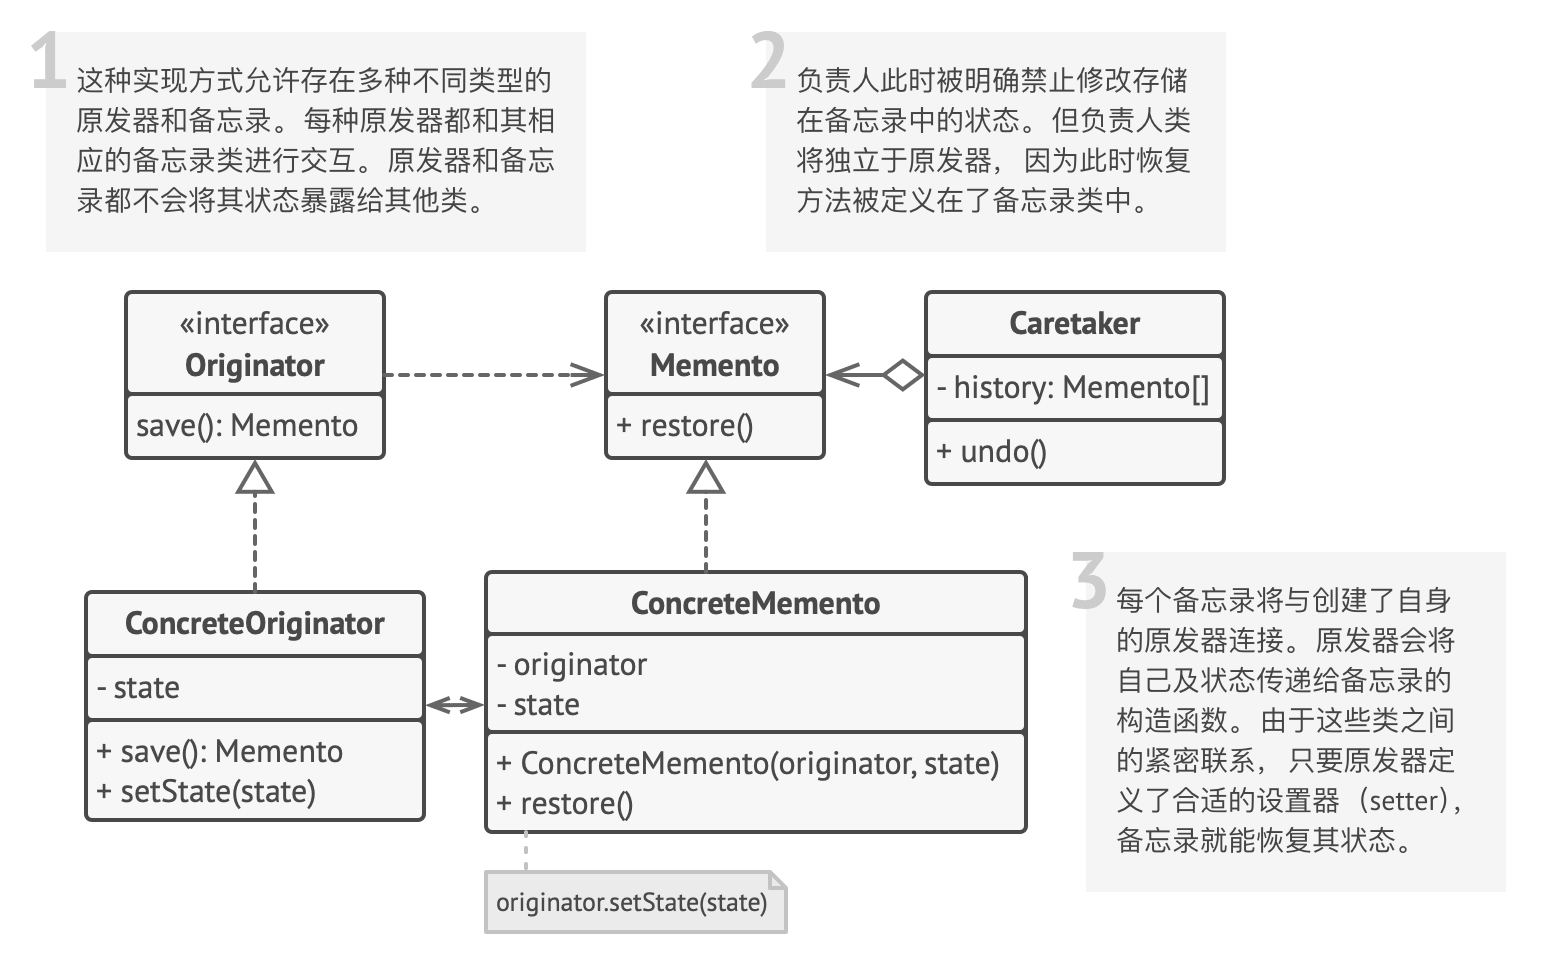 1
这种实现方式允许存在多种不同类型的
原发器和备忘录。每种原发器都和其相
应的备忘录类进行交互。原发器和备忘
录都不会将其状态暴露给其他类。
2
负责人此时被明确禁止修改存储
在备忘录中的状态。但负责人类
将独立于原发器，因为此时恢复
方法被定义在了备忘录类中。
«interface»
Originator
save(): Memento
«interface»
Memento
+ restore()
Caretaker
- history: Memento[]
+ undo()
ConcreteOriginator
- state
+ save(): Memento
+ setState(state)
ConcreteMemento
- originator
- state
+ ConcreteMemento(originator, state)
+ restore()
originator.setState(state)
3
每个备忘录将与创建了自身
的原发器连接。原发器会将
自己及状态传递给备忘录的
构造函数。由于这些类之间
的紧密联系，只要原发器定
义了合适的设置器（setter），
备忘录就能恢复其状态。